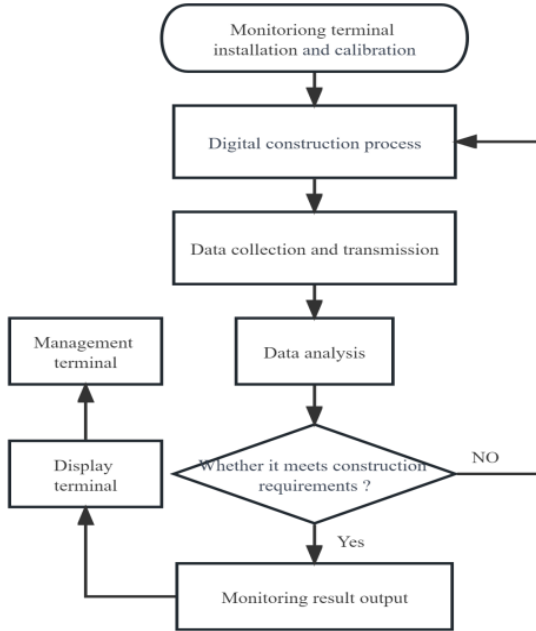 Monitoriong terminal
installation and calibration
Digital construction process
Data collection and transmission
Data analysis
Management
terminal
Display
terminal
Whether it meets construction
requirements ?
NO
Yes
Monitoring result output